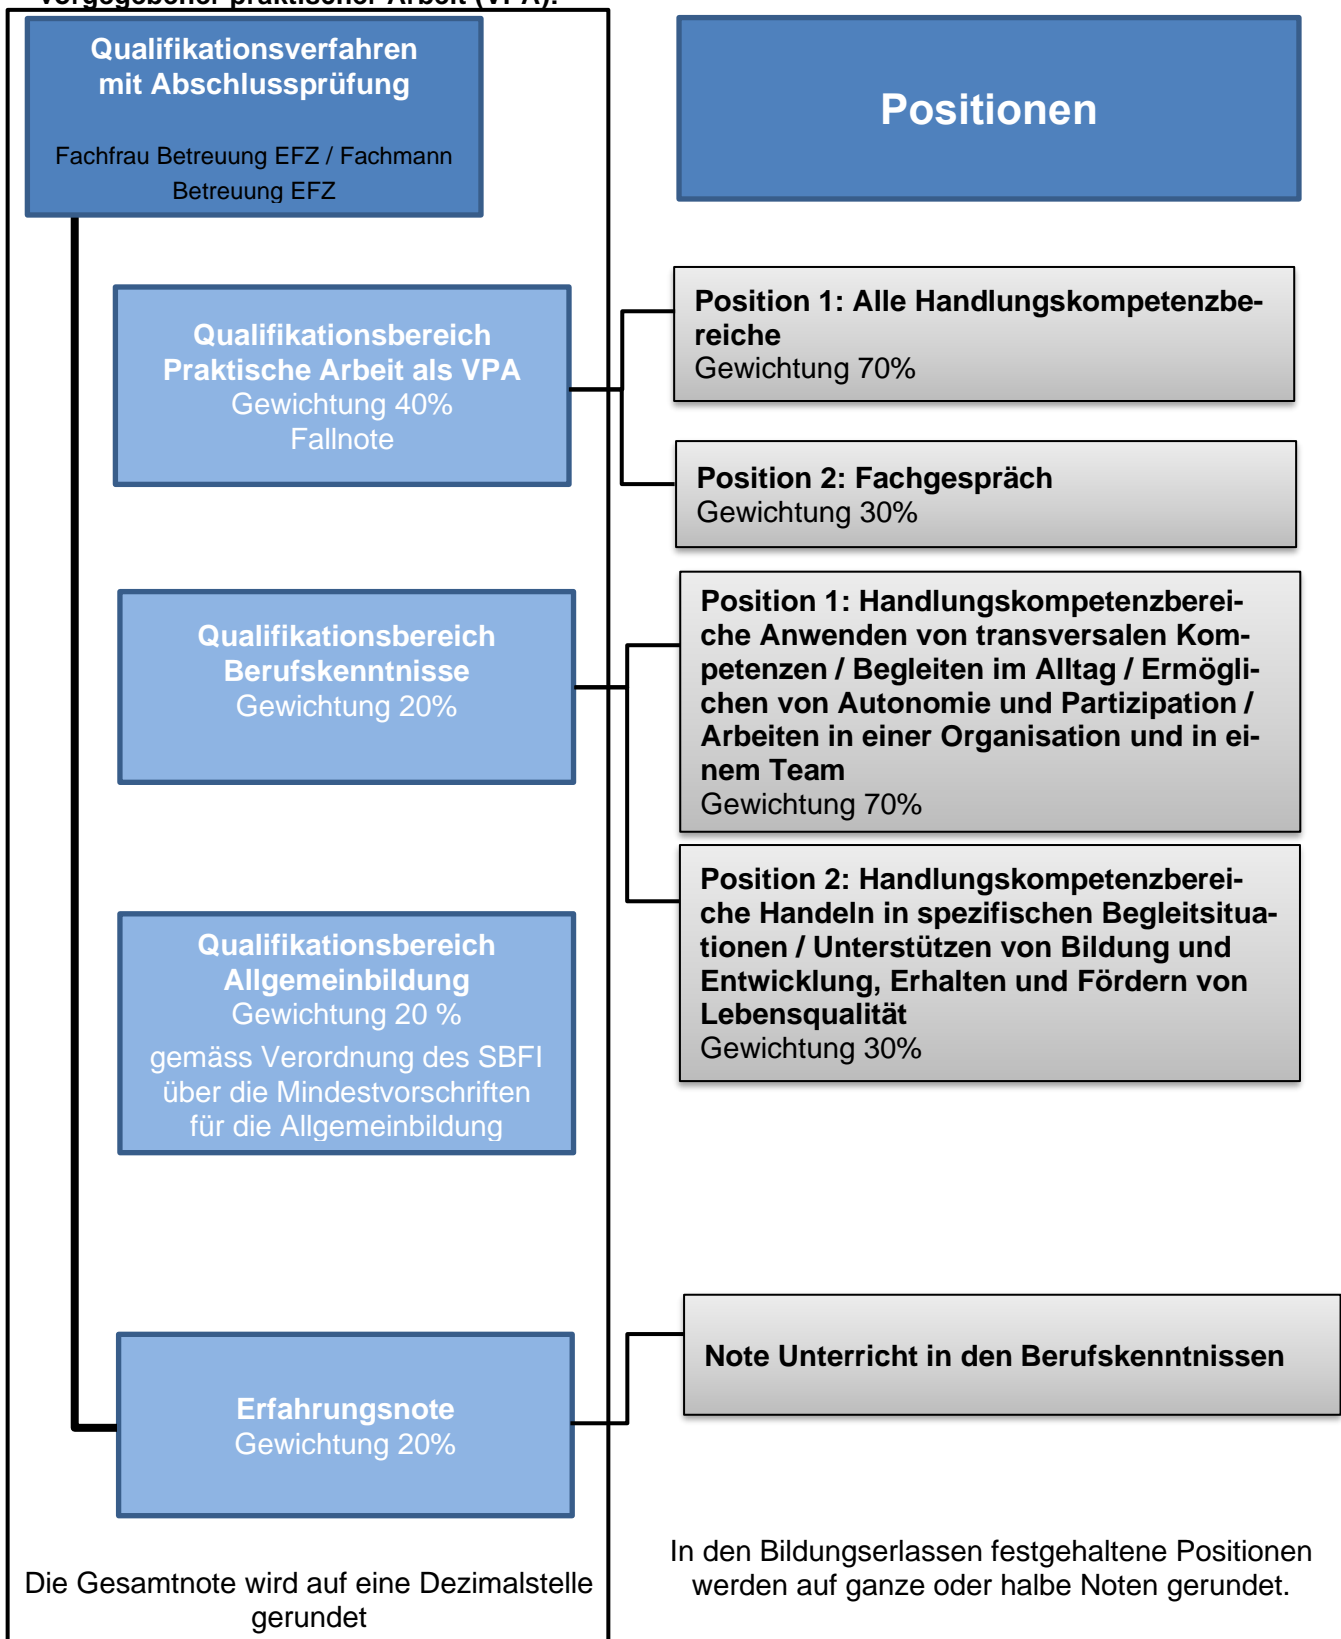 vorgegebener praktischer Arbeit (VPA):
Qualifikationsverfahren
mit Abschlussprüfung
Fachfrau Betreuung EFZ / Fachmann
Betreuung EFZ
Positionen
Qualifikationsbereich
Praktische Arbeit als VPA
Gewichtung 40%
Fallnote
Position 1: Alle Handlungskompetenzbe-
reiche
Gewichtung 70%
Position 2: Fachgespräch
Gewichtung 30%
Qualifikationsbereich
Berufskenntnisse
Gewichtung 20%
Position 1: Handlungskompetenzberei-
che Anwenden von transversalen Kom-
petenzen / Begleiten im Alltag / Ermögli-
chen von Autonomie und Partizipation /
Arbeiten in einer Organisation und in ei-
nem Team
Gewichtung 70%
Position 2: Handlungskompetenzberei-
che Handeln in spezifischen Begleitsitua-
tionen / Unterstützen von Bildung und
Entwicklung, Erhalten und Fördern von
Lebensqualität
Gewichtung 30%
Qualifikationsbereich
Allgemeinbildung
Gewichtung 20 %
gemäss Verordnung des SBFI
über die Mindestvorschriften
für die Allgemeinbildung
Erfahrungsnote
Gewichtung 20%
Note Unterricht in den Berufskenntnissen
Die Gesamtnote wird auf eine Dezimalstelle
gerundet
In den Bildungserlassen festgehaltene Positionen
werden auf ganze oder halbe Noten gerundet.